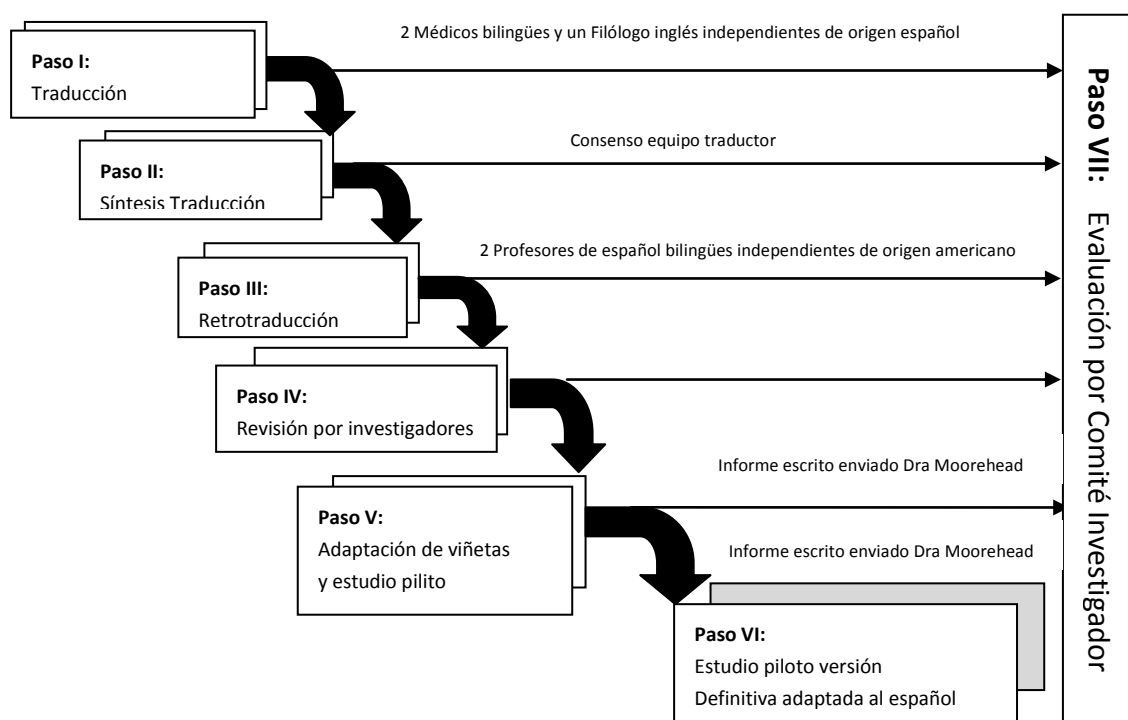 2 Médicos bilingües y un Filólogo inglés independientes de origen español
Paso I:
Traducción
Consenso equipo traductor
Paso II:
Síntesis Traducción
2 Profesores de español bilingües independientes de origen americano
Paso III:
Retrotraducción
Paso IV:
Revisión por investigadores
Informe escrito enviado Dra Moorehead
Paso V:
Adaptación de viñetas
y estudio pilito
Informe escrito enviado Dra Moorehead
Paso VI:
Estudio piloto versión
Definitiva adaptada al español
Paso VII: Evaluación por Comité Investigador